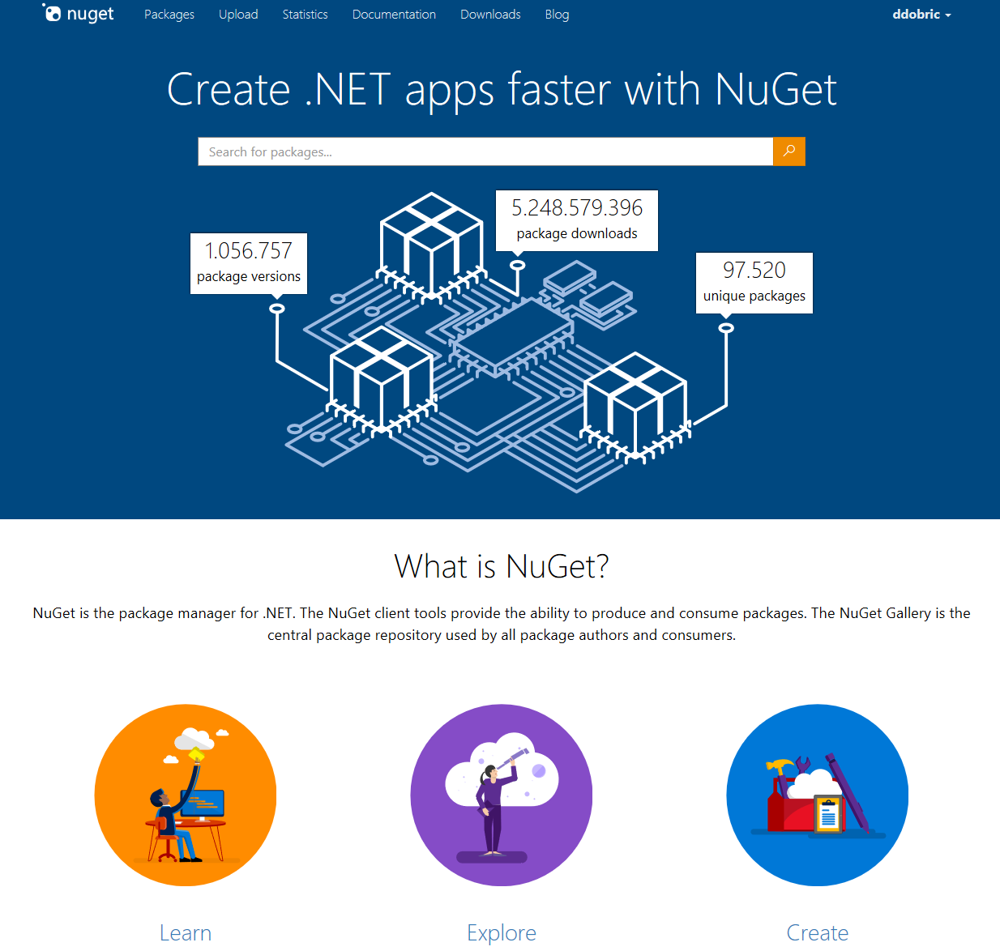 nuget Packages Upload Statistics Documentation Downloads Blog ddobric
Create .NET apps faster with NuGet
Search for packages...
5.248.579.396
package downloads
1.056.757
package versions
97.520
unique packages
What is NuGet?
NuGet is the package manager for .NET. The NuGet client tools provide the ability to produce and consume packages. The NuGet Gallery is the
central package repository used by all package authors and consumers.
Learn Explore Create